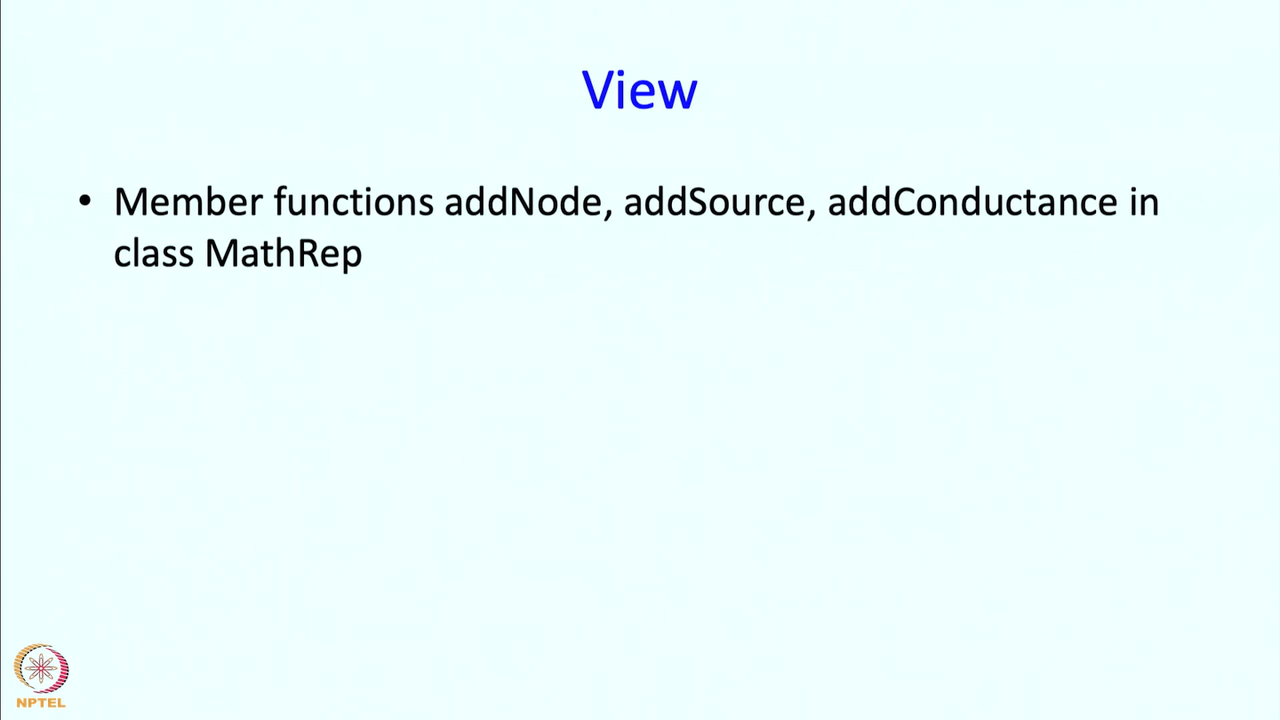 View
• Member functions addNode, addSource, addConductance in
class MathRep
NPTEL